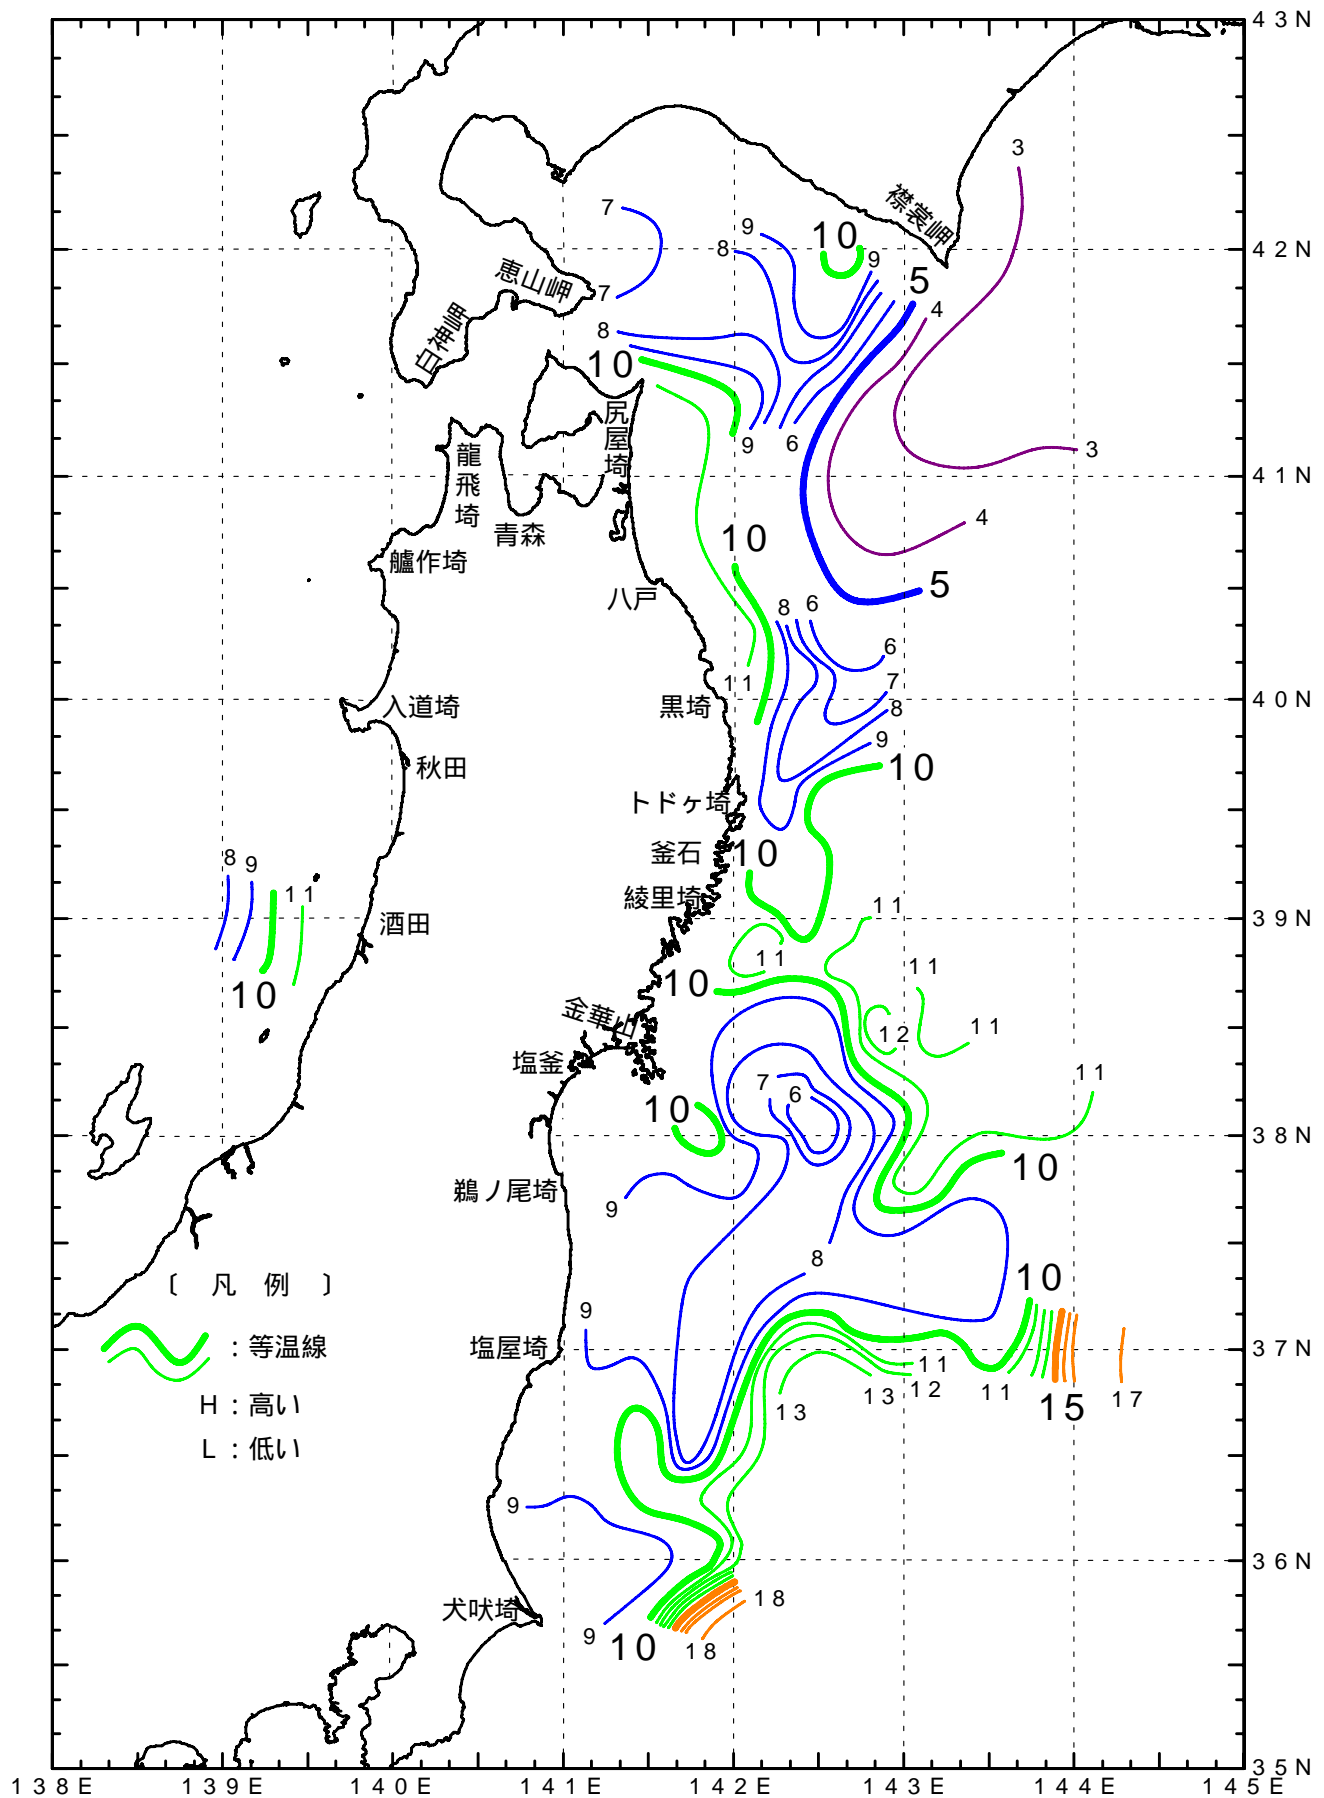 43N
3
襟裳岬
7
9
10
8
42N
9
恵山岬
5
7
4
8
白神岬
10
尻屋埼
龍飛埼
9
6
3
41N
4
青森
10
艫作埼
八戸
5
8
6
6
11
7
40N
入道埼
黒埼
8
9
秋田
10
トドヶ埼
8
9
釜石
10
11
綾里埼
11
39N
酒田
11
11
10
10
金華山
12
11
塩釜
11
7
6
10
38N
10
鵜ノ尾埼
9
8
〔 凡 例 〕
10
9
:等温線
塩屋埼
37N
11
11
12
13
17
H:高い
13
15
L:低い
9
36N
18
犬吠埼
9
10
18
35N
138E
139E
140E
141E
142E
143E
144E
145E